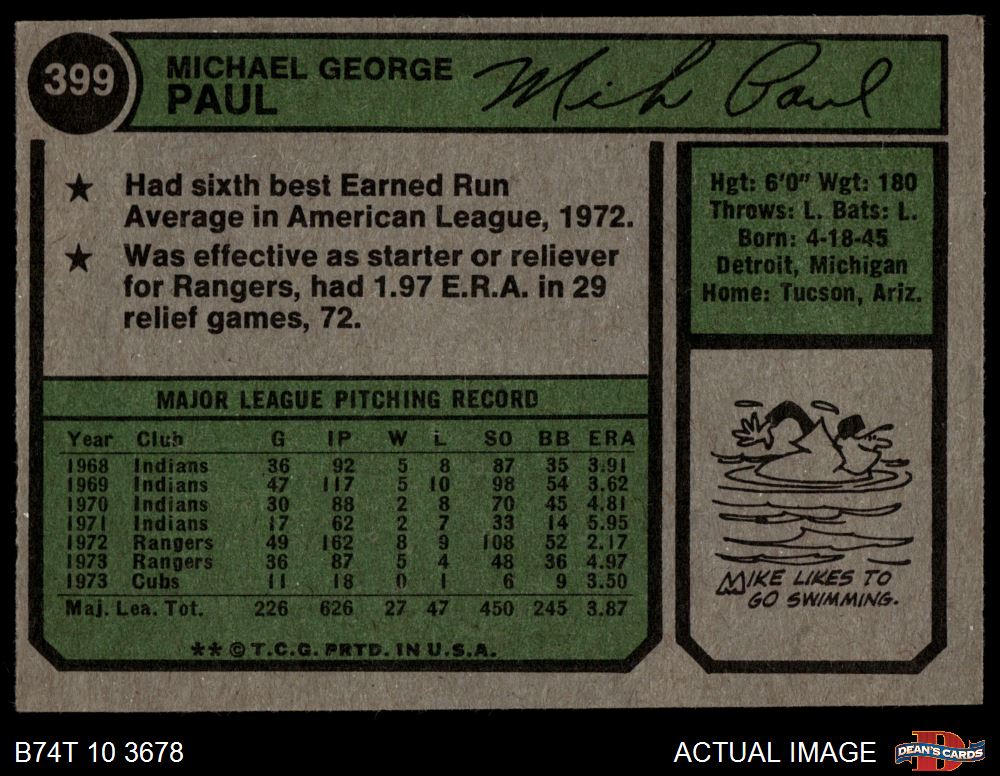 399
MICHAEL GEORGE
PAUL
Mike Paul
★ Had sixth best Earned Run
Average in American League, 1972.
★ Was effective as starter or reliever
for Rangers, had 1.97 E.R.A. in 29
relief games, 72.
Hgt: 6'0" Wgt: 180
Throws: L. Bats: L.
Born: 4-18-45
Detroit, Michigan
Home: Tucson, Ariz.
MAJOR LEAGUE PITCHING RECORD
Year Club G IP W L SO BB ERA
1968 Indians 36 92 5 8 87 35 3.91
1969 Indians 47 117 5 10 98 54 3.62
1970 Indians 30 88 2 8 70 45 4.81
1971 Indians 17 62 2 7 33 14 5.95
1972 Rangers 49 162 8 9 108 52 2.17
1973 Rangers 36 87 5 4 48 36 4.97
1973 Cubs 11 18 0 1 6 9 3.50
Maj. Lea. Tot. 226 626 27 47 450 245 3.87
** © T.C.G. PRTD. IN U.S.A.
MIKE LIKES TO
GO SWIMMING.
B74T 10 3678
ACTUAL IMAGE
DEAN'S CARDS